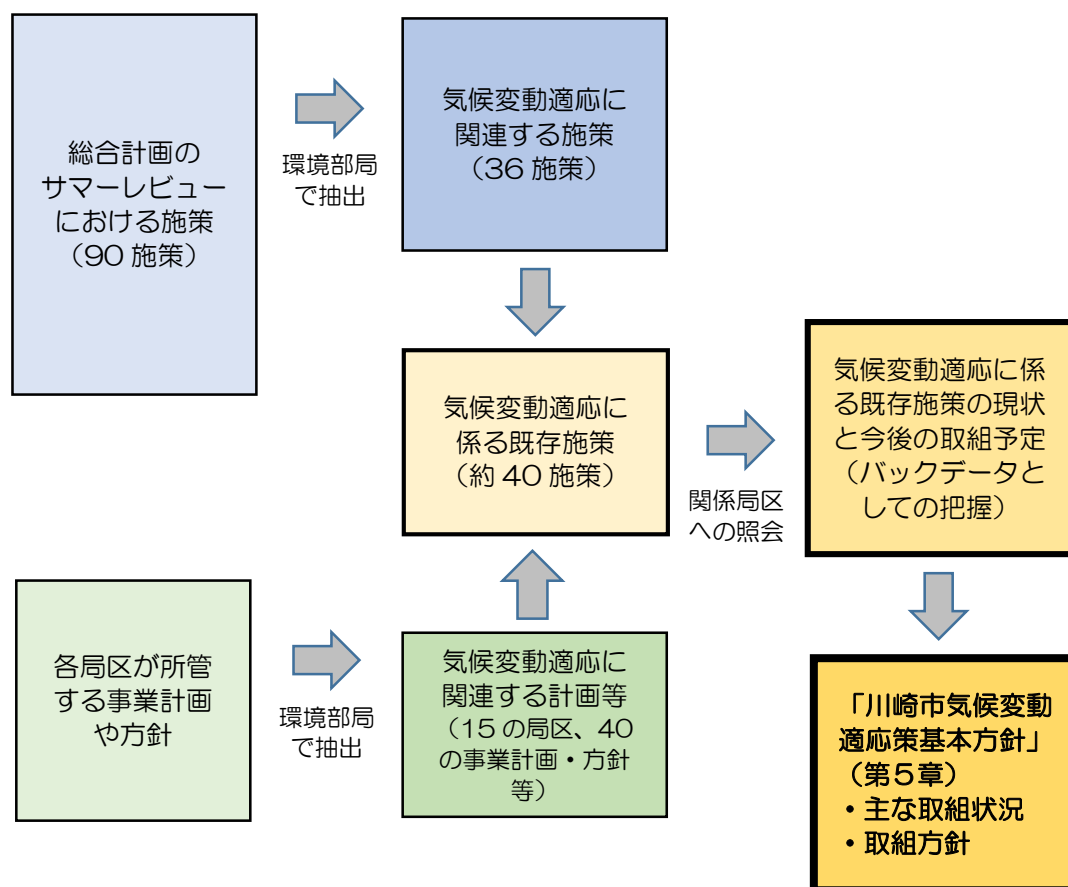 総合計画の
サマーレビュー
における施策
（90 施策）
環境部局
で抽出
気候変動適応に
関連する施策
（36 施策）
気候変動適応に
係る既存施策
（約 40 施策）
関係局区
への照会
気候変動適応に係
る既存施策の現状
と今後の取組予定
（バックデータと
しての把握）
各局区が所管
する事業計画
や方針
環境部局
で抽出
気候変動適応に
関連する計画等
（15 の局区、40
の事業計画・方針
等）
「川崎市気候変動
適応策基本方針」
（第５章）
・主な取組状況
・取組方針